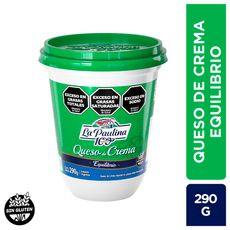 EXCESO EN
GRASAS
TOTALES
EXCESO EN
GRASAS
SATURADAS
EXCESO EN
SODIO
La Paulina
100
Queso de Crema
Equilibrio
290g
SIN GLUTEN
QUESO DE CREMA
EQUILIBRIO
290
G